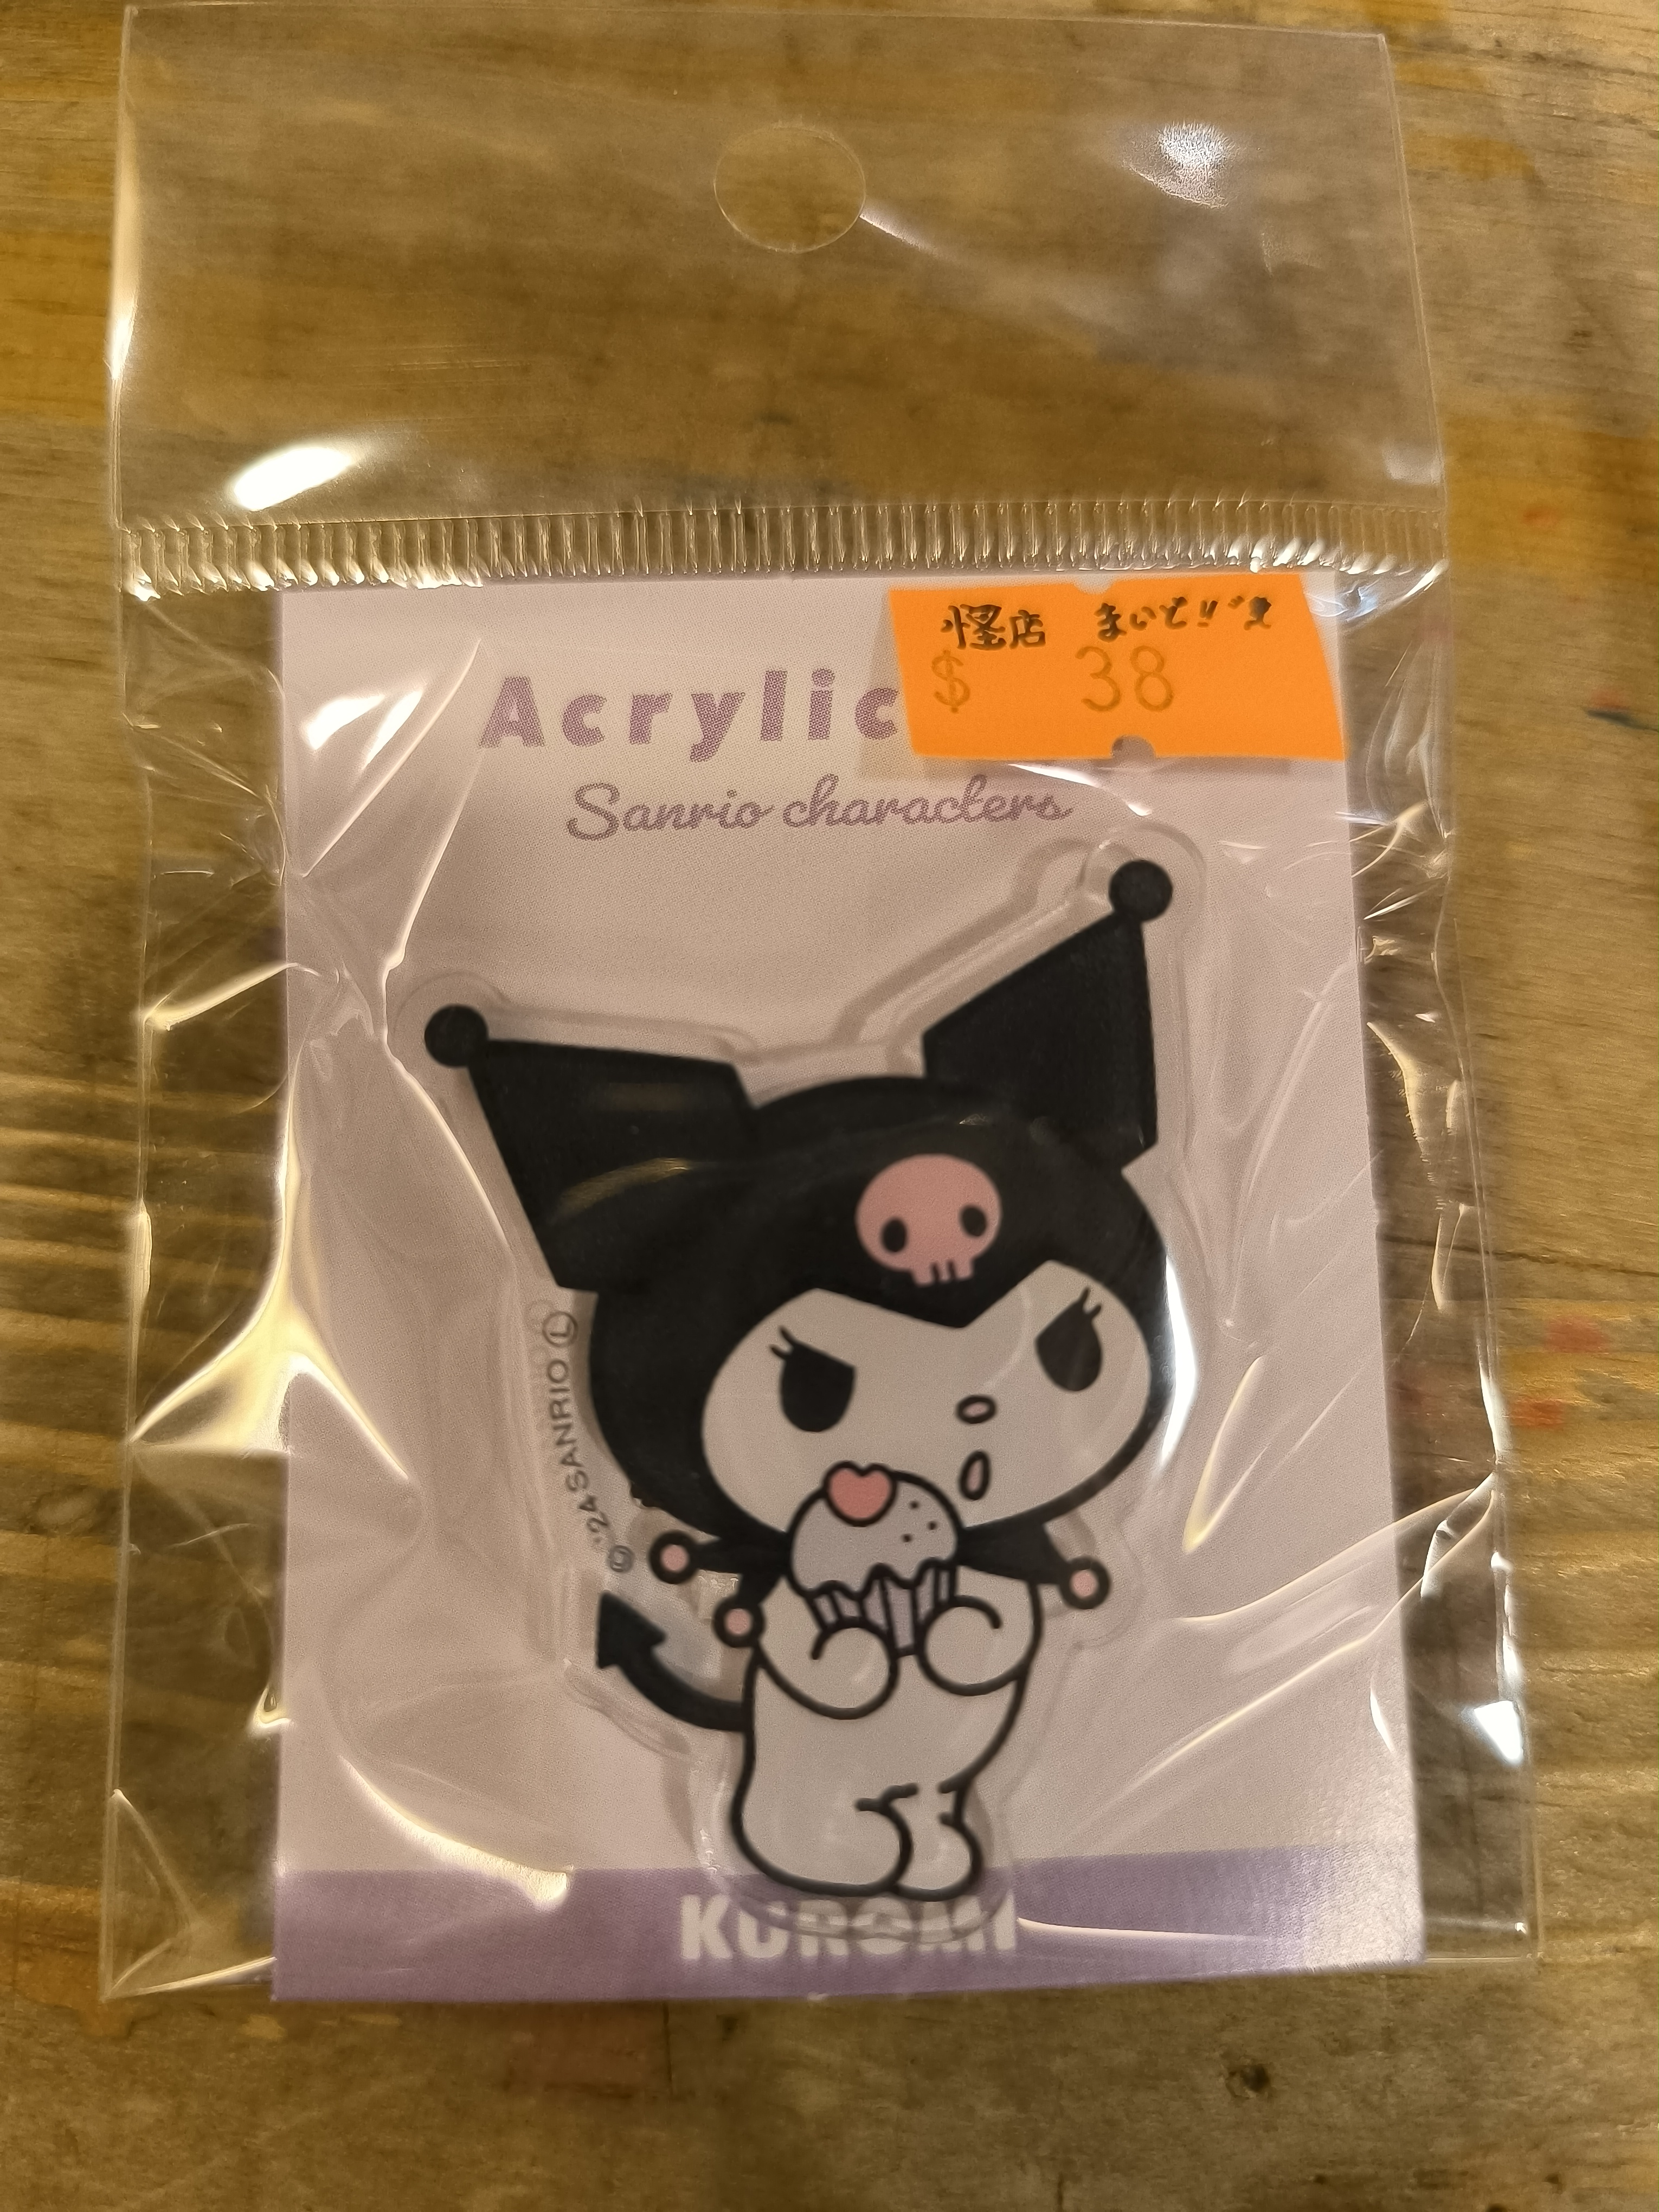 怪店 まいど!!
$ 38
Acrylic
Sanrio characters
© '24 SANRIO Ⓛ
KUROMI